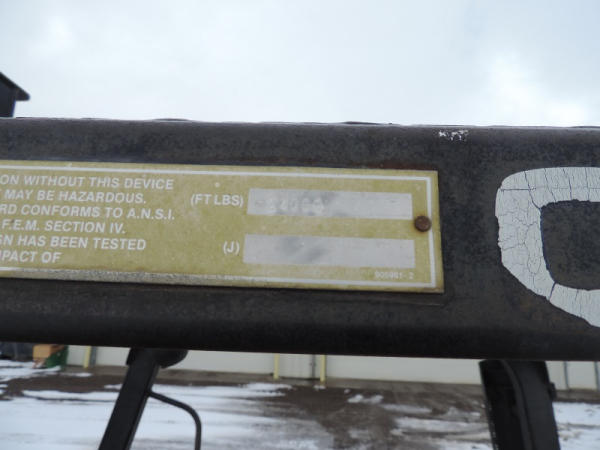 ON WITHOUT THIS DEVICE
MAY BE HAZARDOUS.
RD CONFORMS TO A.N.S.I.
F.E.M. SECTION IV.
GN HAS BEEN TESTED
MPACT OF
(FT LBS)
(J)